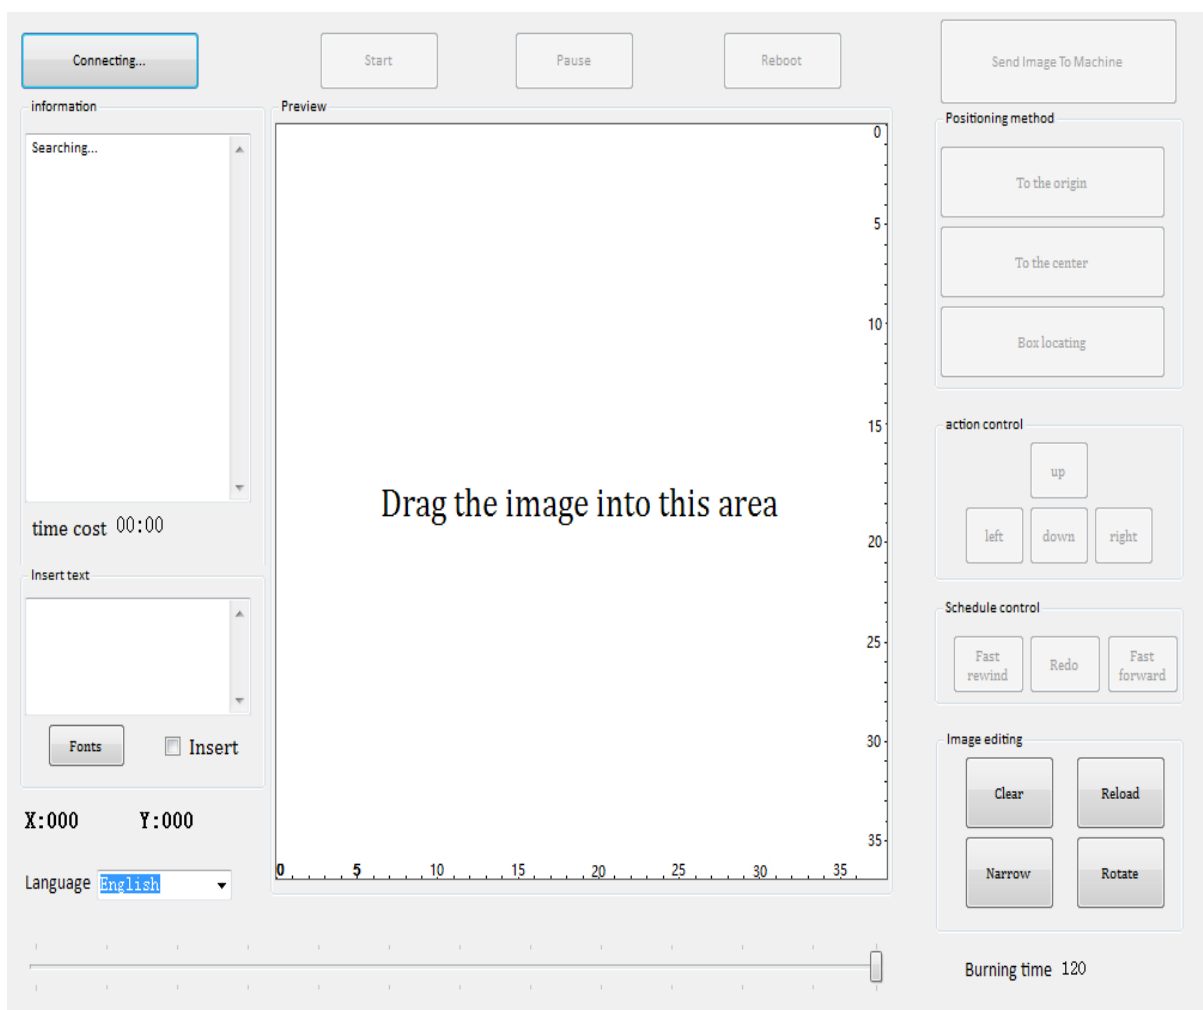 Connecting...
Start
Pause
Reboot
Send Image To Machine
information
Searching...
time cost 00:00
Insert text
Fonts
Insert
X:000 Y:000
Language English
Preview
0
5
10
15
20
25
30
35
Drag the image into this area
0 5 10 15 20 25 30 35
Positioning method
To the origin
To the center
Box locating
action control
up
left down right
Schedule control
Fast
rewind
Redo
Fast
forward
Image editing
Clear Reload
Narrow Rotate
Burning time 120